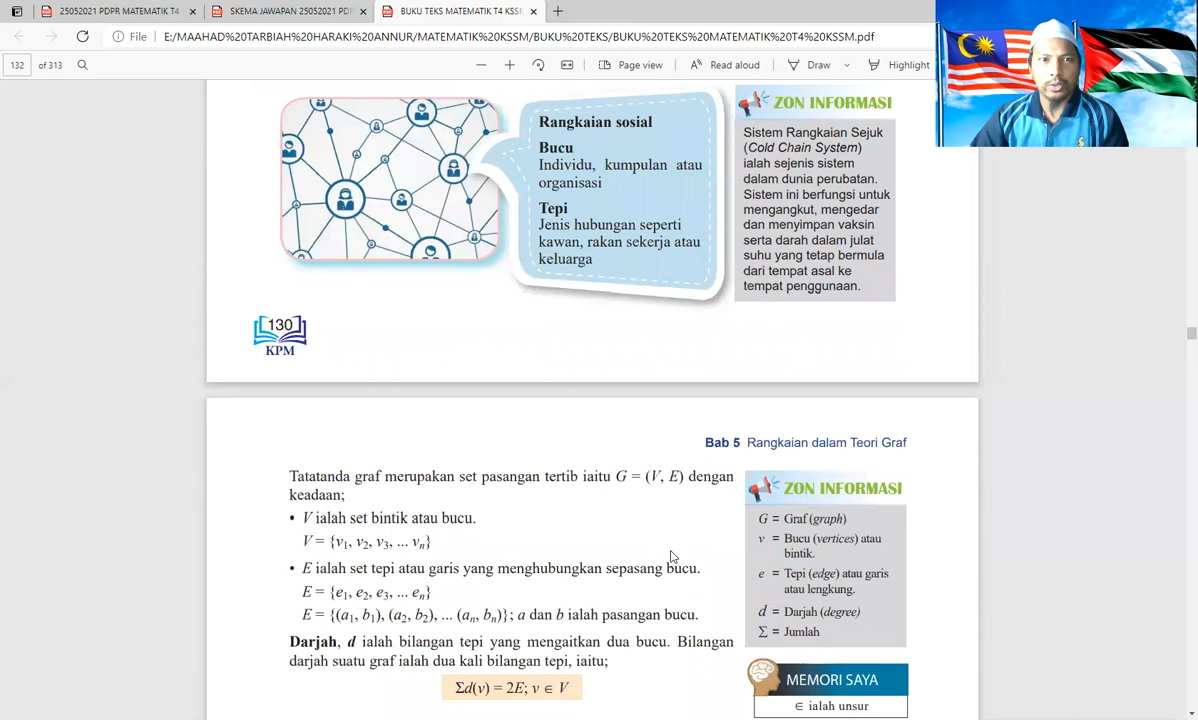 25052021 PDPR MATEMATIK T4
SKEMA JAWAPAN 25052021 PDF
BUKU TEKS MATEMATIK T4 KSSM
File
E:/MAAHAD%20TARBIAH%20HARAKI%20ANNUR/MATEMATIK%20KSSM/BUKU%20TEKS/BUKU%20TEKS%20MATEMATIK%20T4%20KSSM.pdf
132 of 313
Page view
Read aloud
Draw
Highlight
Rangkaian sosial
Bucu
Individu, kumpulan atau
organisasi
Tepi
Jenis hubungan seperti
kawan, rakan sekerja atau
keluarga
ZON INFORMASI
Sistem Rangkaian Sejuk
(Cold Chain System)
ialah sejenis sistem
dalam dunia perubatan.
Sistem ini berfungsi untuk
mengangkut, mengedar
dan menyimpan vaksin
serta darah dalam julat
suhu yang tetap bermula
dari tempat asal ke
tempat penggunaan.
130
KPM
Bab 5 Rangkaian dalam Teori Graf
Tatatanda graf merupakan set pasangan tertib iaitu G = (V, E) dengan
keadaan;
• V ialah set bintik atau bucu.
V = {v₁, v₂, v₃, ... vₙ}
• E ialah set tepi atau garis yang menghubungkan sepasang bucu.
E = {e₁, e₂, e₃, ... eₙ}
E = {(a₁, b₁), (a₂, b₂), ... (aₙ, bₙ)}; a dan b ialah pasangan bucu.
Darjah, d ialah bilangan tepi yang mengaitkan dua bucu. Bilangan
darjah suatu graf ialah dua kali bilangan tepi, iaitu;
Σd(v) = 2E; v ∈ V
ZON INFORMASI
G = Graf (graph)
v = Bucu (vertices) atau
bintik.
e = Tepi (edge) atau garis
atau lengkung.
d = Darjah (degree)
Σ = Jumlah
MEMORI SAYA
∈ ialah unsur